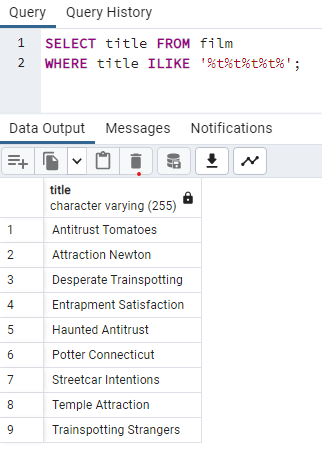 Query Query History
1 SELECT title FROM film
2 WHERE title ILIKE '%t%t%t%t%';
Data Output Messages Notifications
title
character varying (255)
1 Antitrust Tomatoes
2 Attraction Newton
3 Desperate Trainspotting
4 Entrapment Satisfaction
5 Haunted Antitrust
6 Potter Connecticut
7 Streetcar Intentions
8 Temple Attraction
9 Trainspotting Strangers